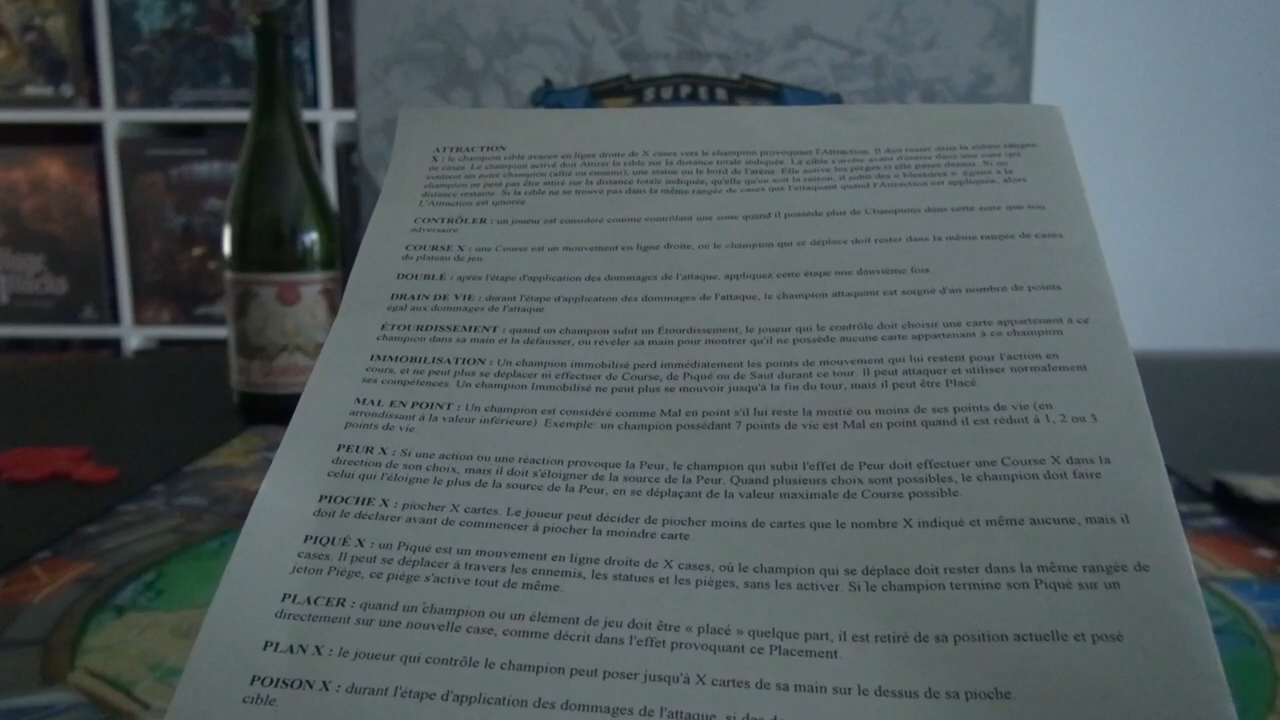 SUPER
ATTRACTION
X : le champion ciblé avance en ligne droite de X cases vers le champion provoquant l'Attraction. Il doit rester dans la même rangée
de cases. Le champion activé doit Attirer la cible sur la distance totale indiquée. La cible s'arrête avant d'entrer dans une case qui
contient un autre champion (allié ou ennemi), une statue ou le bord de l'arène. Elle active les pièges si elle passe dessus. Si un
champion ne peut pas être attiré sur la distance totale indiquée, qu'elle qu'en soit la raison, il subit des « blessures » égales à la
distance restante. Si la cible ne se trouve pas dans la même rangée de cases que l'attaquant quand l'Attraction est appliquée, alors
L'Attraction est ignorée.
CONTRÔLER : un joueur est considéré comme contrôlant une zone quand il possède plus de Champions dans cette zone que son
adversaire.
COURSE X : une Course est un mouvement en ligne droite, où le champion qui se déplace doit rester dans la même rangée de cases
du plateau de jeu.
DOUBLÉ : après l'étape d'application des dommages de l'attaque, appliquez cette étape une deuxième fois
DRAIN DE VIE : durant l'étape d'application des dommages de l'attaque, le champion attaquant est soigné d'un nombre de points
égal aux dommages de l'attaque
ÉTOURDISSEMENT : quand un champion subit un Étourdissement, le joueur qui le contrôle doit choisir une carte appartenant à ce
champion dans sa main et la défausser, ou révéler sa main pour montrer qu'il ne possède aucune carte appartenant à ce champion
IMMOBILISATION : Un champion immobilisé perd immédiatement les points de mouvement qui lui restent pour l'action en
cours, et ne peut plus se déplacer ni effectuer de Course, de Piqué ou de Saut durant ce tour. Il peut attaquer et utiliser normalement
ses compétences. Un champion Immobilisé ne peut plus se mouvoir jusqu'à la fin du tour, mais il peut être Placé.
MAL EN POINT : Un champion est considéré comme Mal en point s'il lui reste la moitié ou moins de ses points de vie (en
arrondissant à la valeur inférieure). Exemple: un champion possédant 7 points de vie est Mal en point quand il est réduit à 1, 2 ou 3
points de vie.
PEUR X : Si une action ou une réaction provoque la Peur, le champion qui subit l'effet de Peur doit effectuer une Course X dans la
direction de son choix, mais il doit s'éloigner de la source de la Peur. Quand plusieurs choix sont possibles, le champion doit faire
celui qui l'éloigne le plus de la source de la Peur, en se déplaçant de la valeur maximale de Course possible.
PIOCHE X : piocher X cartes. Le joueur peut décider de piocher moins de cartes que le nombre X indiqué et même aucune, mais il
doit le déclarer avant de commencer à piocher la moindre carte.
PIQUÉ X : un Piqué est un mouvement en ligne droite de X cases, où le champion qui se déplace doit rester dans la même rangée de
cases. Il peut se déplacer à travers les ennemis, les statues et les pièges, sans les activer. Si le champion termine son Piqué sur un
jeton Piège, ce piège s'active tout de même.
PLACER : quand un champion ou un élément de jeu doit être « placé » quelque part, il est retiré de sa position actuelle et posé
directement sur une nouvelle case, comme décrit dans l'effet provoquant ce Placement.
PLAN X : le joueur qui contrôle le champion peut poser jusqu'à X cartes de sa main sur le dessus de sa pioche.
POISON X : durant l'étape d'application des dommages de l'attaque, si des
cible.